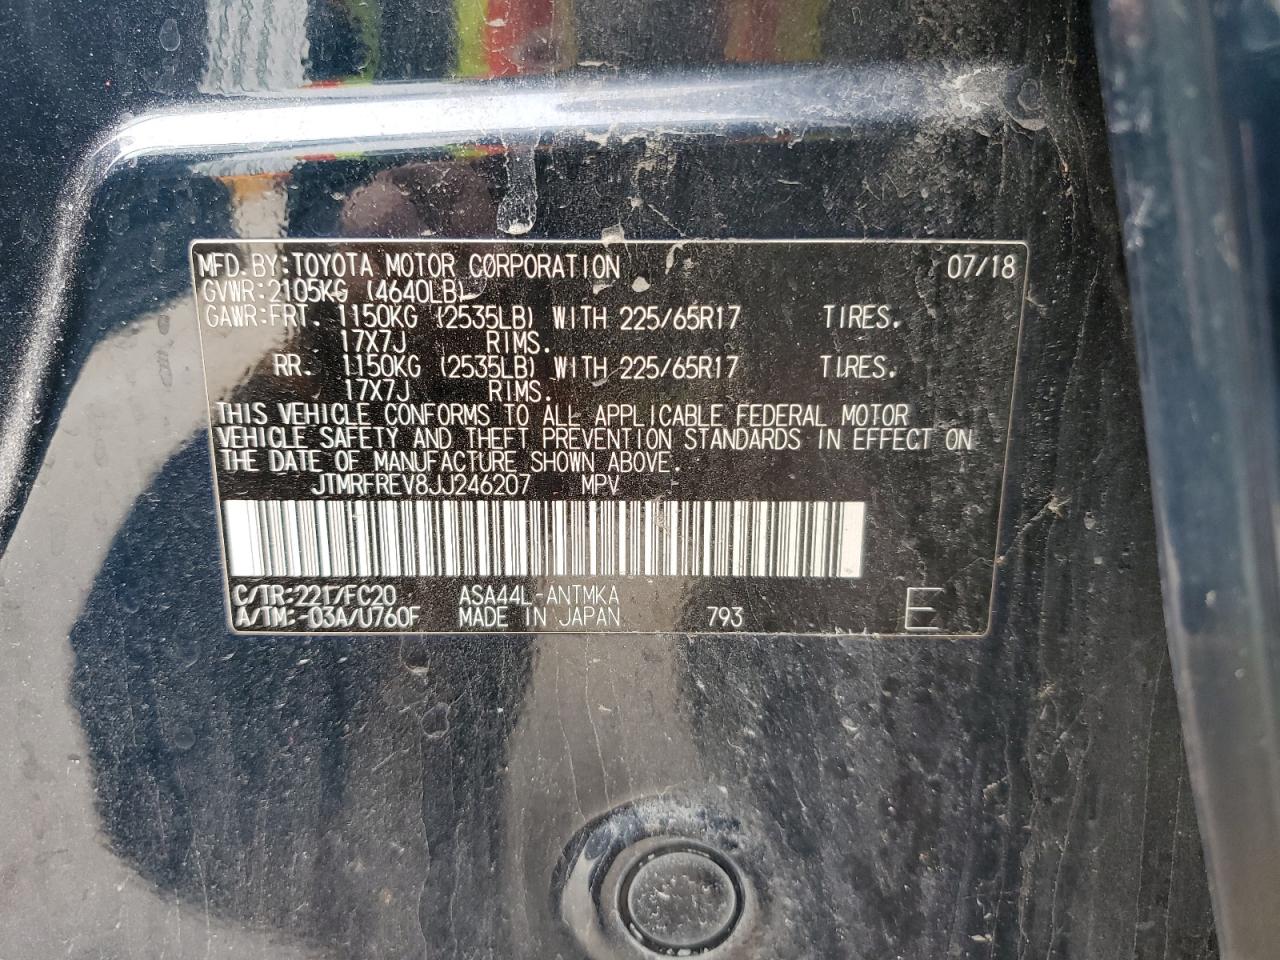 MFD. BY: TOYOTA MOTOR CORPORATION 07/18
GVWR: 2105KG (4640LB)
GAWR: FRT. 1150KG (2535LB) WITH 225/65R17 TIRES.
17X7J RIMS.
RR. 1150KG (2535LB) WITH 225/65R17 TIRES.
17X7J RIMS.
THIS VEHICLE CONFORMS TO ALL APPLICABLE FEDERAL MOTOR
VEHICLE SAFETY AND THEFT PREVENTION STANDARDS IN EFFECT ON
THE DATE OF MANUFACTURE SHOWN ABOVE.
JTMRFREV8JJ246207 MPV
C/TR: 221/FC20 ASA44L-ANTMKA
A/TM: -03A/U760F MADE IN JAPAN 793 E